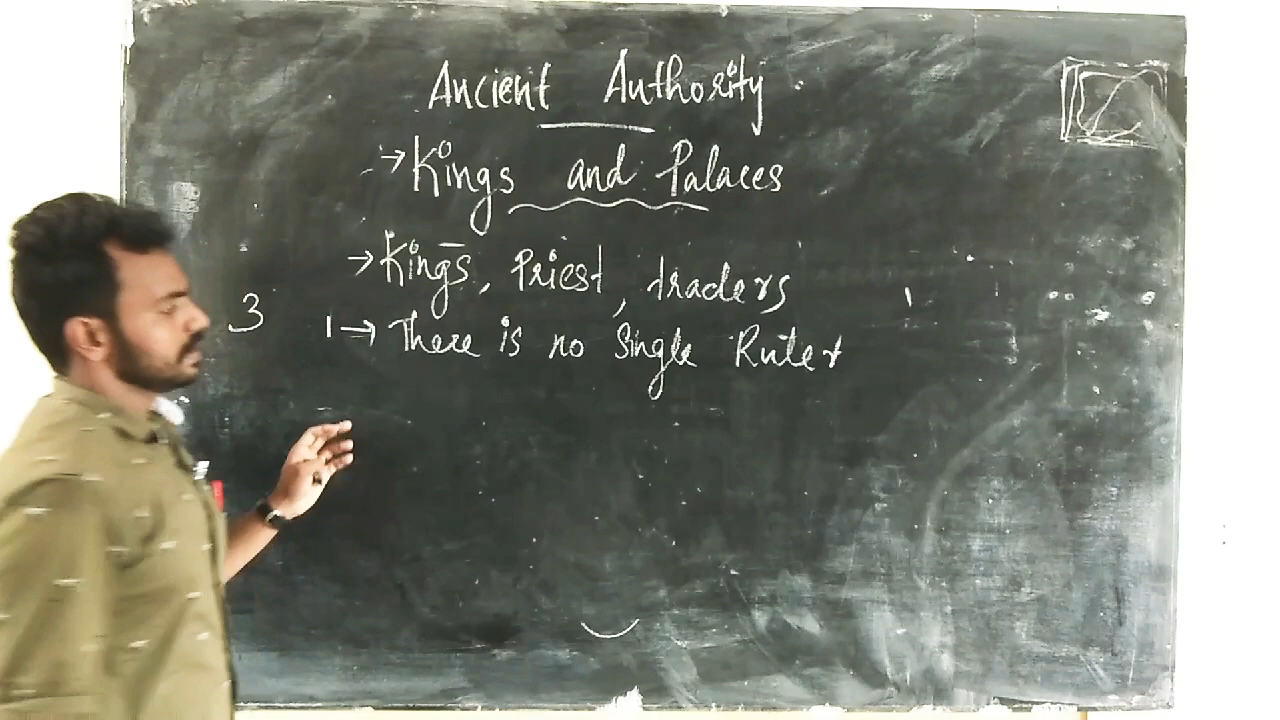 Ancient Authority
→ Kings and Palaces
→ Kings, Priest, traders
3
1 → There is no Single Ruler